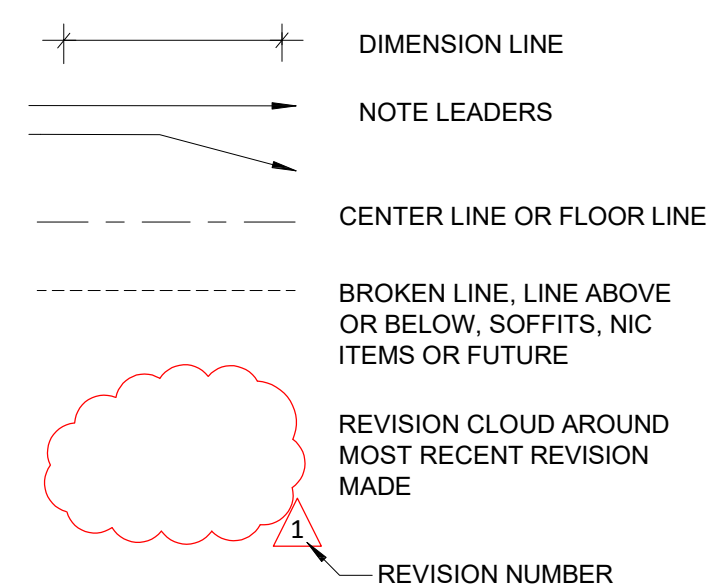 DIMENSION LINE
NOTE LEADERS
CENTER LINE OR FLOOR LINE
BROKEN LINE, LINE ABOVE
OR BELOW, SOFFITS, NIC
ITEMS OR FUTURE
REVISION CLOUD AROUND
MOST RECENT REVISION
MADE
1
REVISION NUMBER